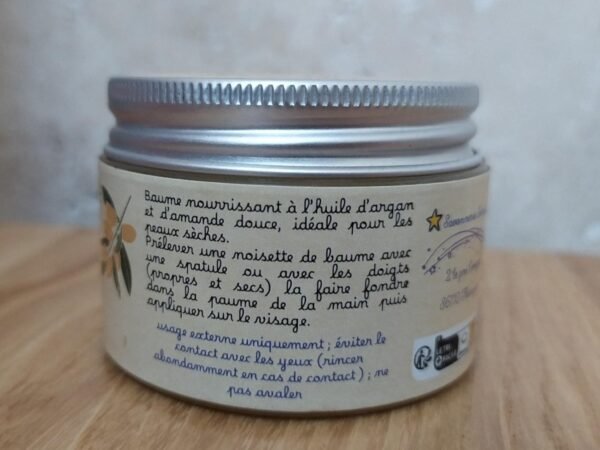 Baume nourrissant à l'huile d'argan
et d'amande douce, idéale pour les
peaux sèches.
Prélever une noisette de baume avec
une spatule ou avec les doigts
(propres et secs) la faire fondre
dans la paume de la main puis
appliquer sur le visage.
usage externe uniquement ; éviter le
contact avec les yeux (rincer
abondamment en cas de contact) ; ne
pas avaler
Savonnerie